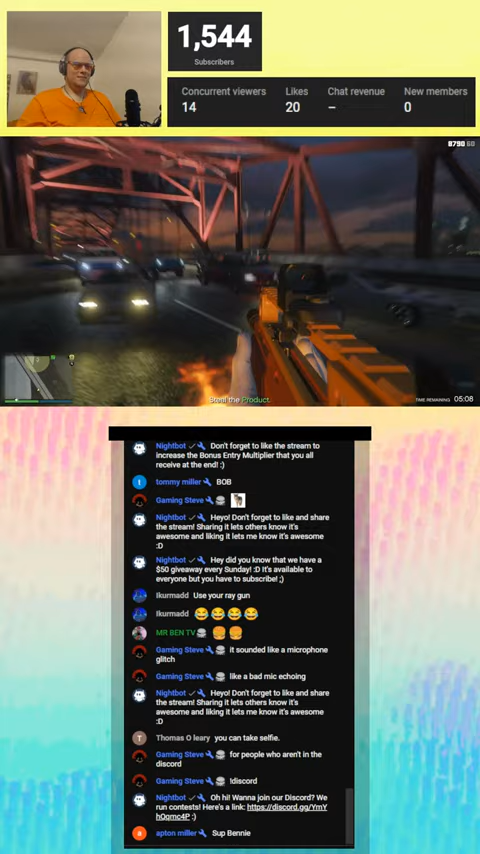 1,544
Subscribers
Concurrent viewers
14
Likes
20
Chat revenue
–
New members
0
8790 60
Steal the Product.
TIME REMAINING 05:08
Nightbot Don't forget to like the stream to
increase the Bonus Entry Multiplier that you all
receive at the end! :)
tommy miller BOB
Gaming Steve
Nightbot Heyo! Don't forget to like and share
the stream! Sharing it lets others know it's
awesome and liking it lets me know it's awesome
:D
Nightbot Hey did you know that we have a
$50 giveaway every Sunday! :D It's available to
everyone but you have to subscribe! ;)
Ikurmadd Use your ray gun
Ikurmadd 😂😂😂😂
MR BEN TV 🍔🍔
Gaming Steve it sounded like a microphone
glitch
Gaming Steve like a bad mic echoing
Nightbot Heyo! Don't forget to like and share
the stream! Sharing it lets others know it's
awesome and liking it lets me know it's awesome
:D
T Thomas O leary you can take selfie.
Gaming Steve for people who aren't in the
discord
Gaming Steve !discord
Nightbot Oh hi! Wanna join our Discord? We
run contests! Here's a link: https://discord.gg/YmY
hQqmc4P :)
a apton miller Sup Bennie